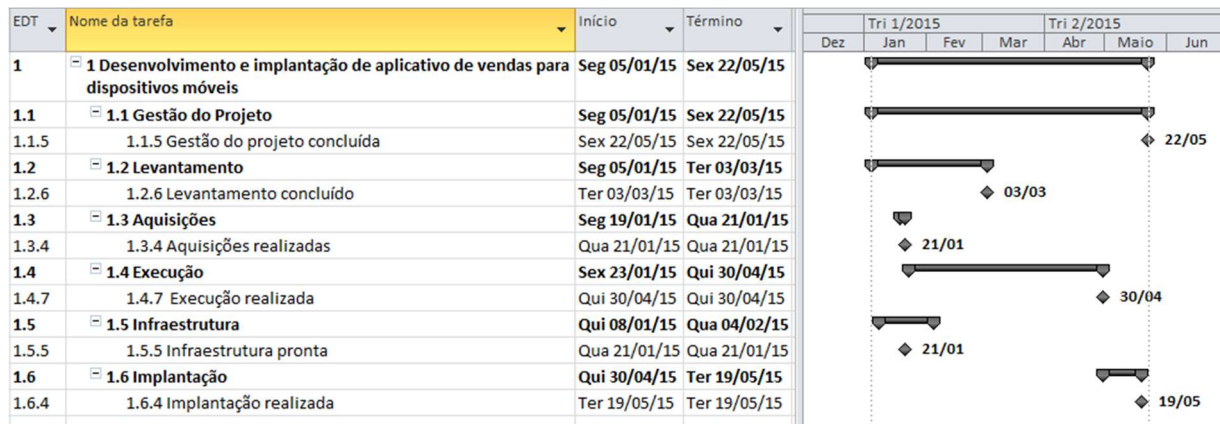 EDT Nome da tarefa Início Término Tri 1/2015 Tri 2/2015
Dez Jan Fev Mar Abr Maio Jun
1 1 Desenvolvimento e implantação de aplicativo de vendas para Seg 05/01/15 Sex 22/05/15
dispositivos móveis
1.1 1.1 Gestão do Projeto Seg 05/01/15 Sex 22/05/15
1.1.5 1.1.5 Gestão do projeto concluída Sex 22/05/15 Sex 22/05/15 22/05
1.2 1.2 Levantamento Seg 05/01/15 Ter 03/03/15
1.2.6 1.2.6 Levantamento concluído Ter 03/03/15 Ter 03/03/15 03/03
1.3 1.3 Aquisições Seg 19/01/15 Qua 21/01/15
1.3.4 1.3.4 Aquisições realizadas Qua 21/01/15 Qua 21/01/15 21/01
1.4 1.4 Execução Sex 23/01/15 Qui 30/04/15
1.4.7 1.4.7 Execução realizada Qui 30/04/15 Qui 30/04/15 30/04
1.5 1.5 Infraestrutura Qui 08/01/15 Qua 04/02/15
1.5.5 1.5.5 Infraestrutura pronta Qua 21/01/15 Qua 21/01/15 21/01
1.6 1.6 Implantação Qui 30/04/15 Ter 19/05/15
1.6.4 1.6.4 Implantação realizada Ter 19/05/15 Ter 19/05/15 19/05